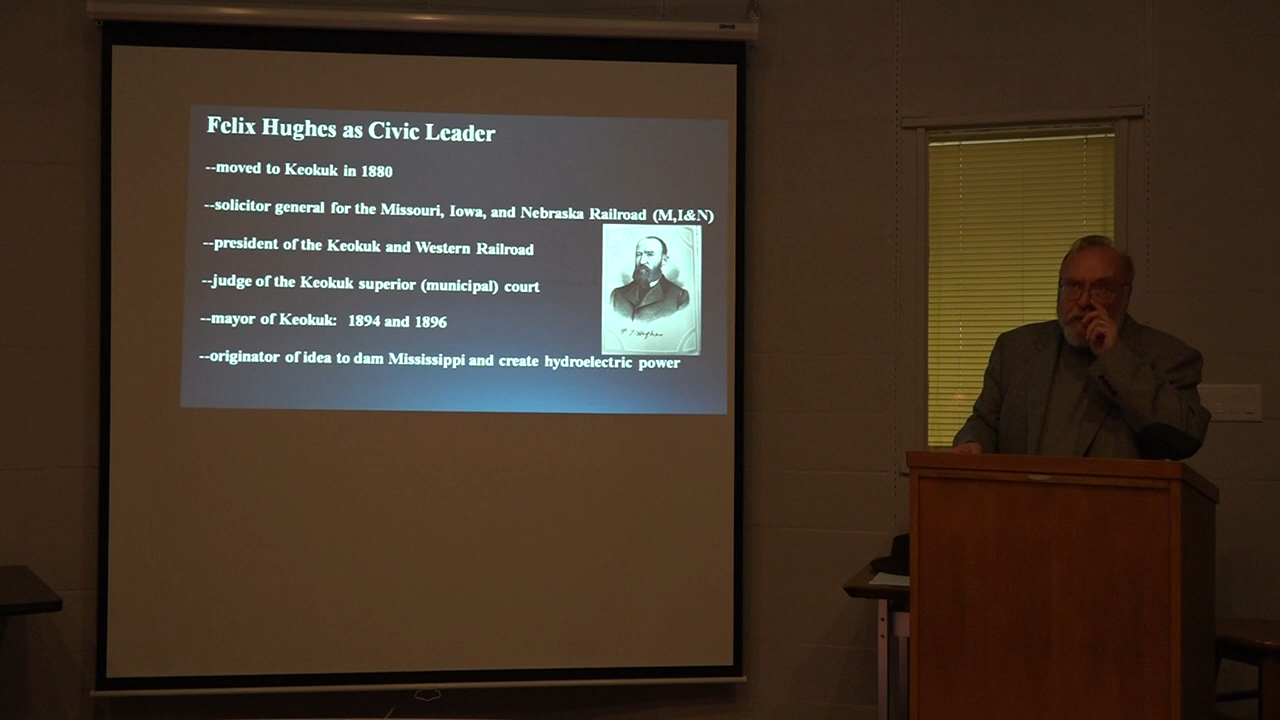 Felix Hughes as Civic Leader
--moved to Keokuk in 1880
--solicitor general for the Missouri, Iowa, and Nebraska Railroad (M,I&N)
--president of the Keokuk and Western Railroad
--judge of the Keokuk superior (municipal) court
--mayor of Keokuk:  1894 and 1896
--originator of idea to dam Mississippi and create hydroelectric power
F T Hughes